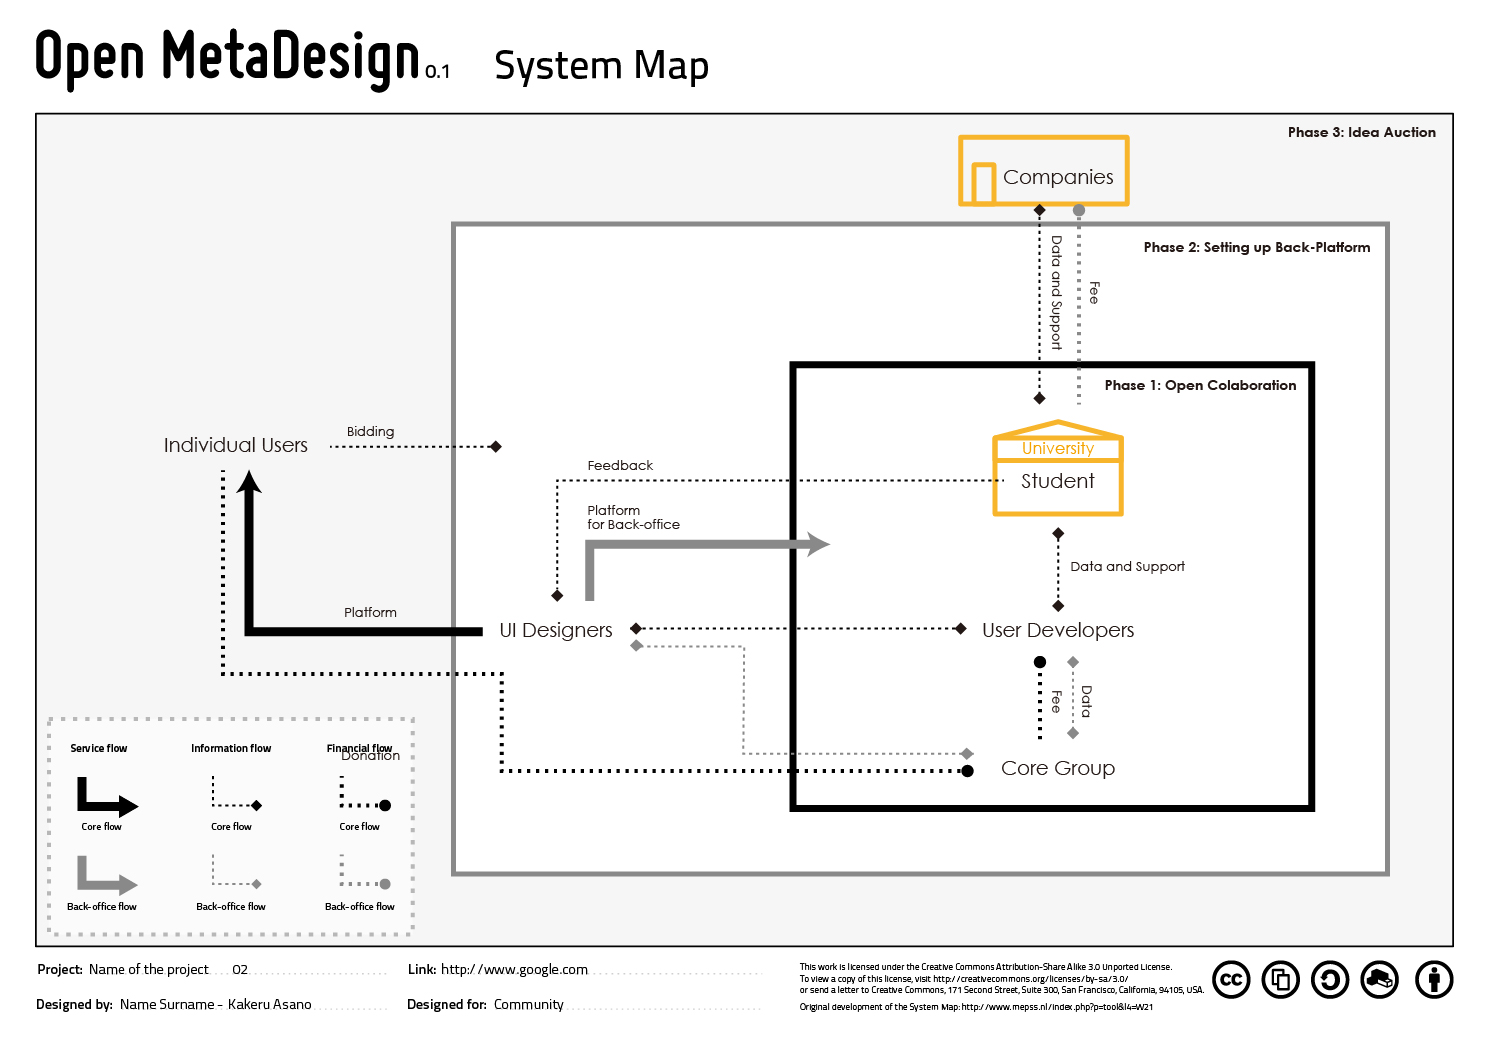 Open MetaDesign 0.1 System Map
Phase 3: Idea Auction
Companies
Phase 2: Setting up Back-Platform
Data and Support
Fee
Phase 1: Open Colaboration
Individual Users
Bidding
University
Student
Feedback
Platform
for Back-office
Data and Support
Platform
UI Designers
User Developers
Fee
Data
Core Group
Service flow
Information flow
Financial flow
Donation
Core flow
Core flow
Core flow
Back-office flow
Back-office flow
Back-office flow
Project: Name of the project 02
Link: http://www.google.com
Designed by: Name Surname - Kakeru Asano
Designed for: Community
This work is licensed under the Creative Commons Attribution-Share Alike 3.0 Unported License.
To view a copy of this license, visit http://creativecommons.org/licenses/by-sa/3.0/
or send a letter to Creative Commons, 171 Second Street, Suite 300, San Francisco, California, 94105, USA.
Original development of the System Map: http://www.mepss.nl/index.php?p=tool&l4=W21
cc